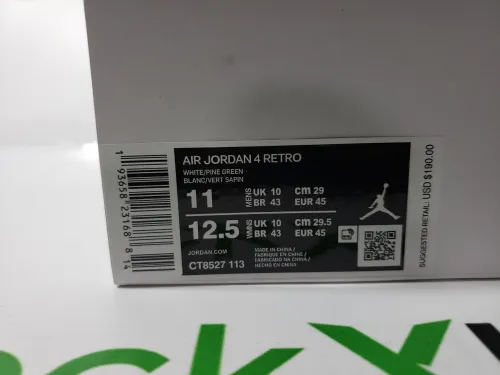 AIR JORDAN 4 RETRO
WHITE/PINE GREEN
BLANC/VERT SAPIN
11 MENS UK 10 CM 29
BR 43 EUR 45
12.5 WMNS UK 10 CM 29.5
BR 43 EUR 45
JORDAN.COM
CT8527 113
MADE IN CHINA /
FABRIQUÉ EN CHINE /
FABRICADO NA CHINA /
HECHO EN CHINA
1 93658 23168 8 14
SUGGESTED RETAIL: USD $190.00